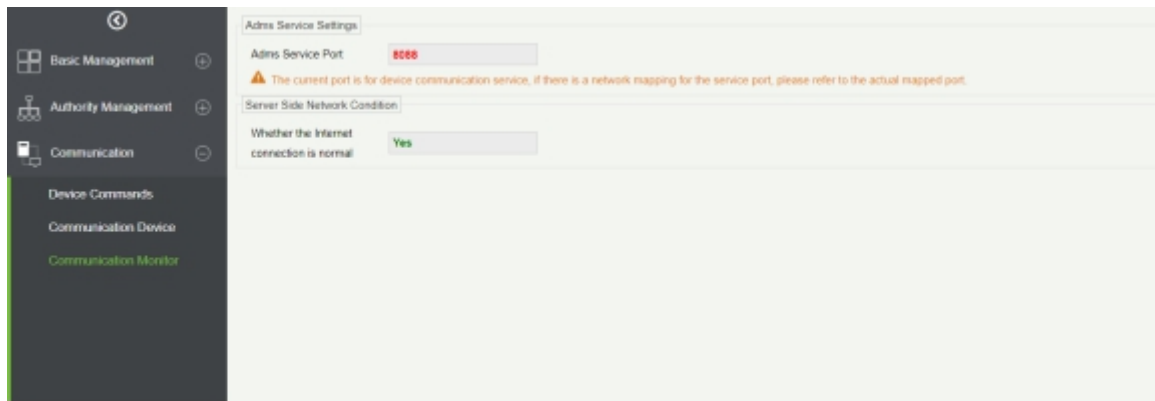 Adms Service Settings
Basic Management
Adms Service Port
8088
The current port is for device communication service, if there is a network mapping for the service port, please refer to the actual mapped port.
Authority Management
Server Side Network Condition
Whether the Internet
connection is normal
Yes
Communication
Device Commands
Communication Device
Communication Monitor